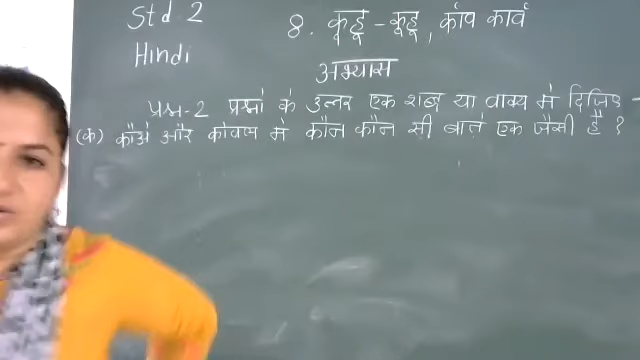 Std 2
8. कूहू - कूहू, काँव कावँ
Hindi
अभ्यास
प्रश्न-2 प्रश्नों के उत्तर एक शब्द या वाक्य में दिजिए -
(क) कौअे और कोयल में कौन कौन सी बातें एक जैसी हैं ?